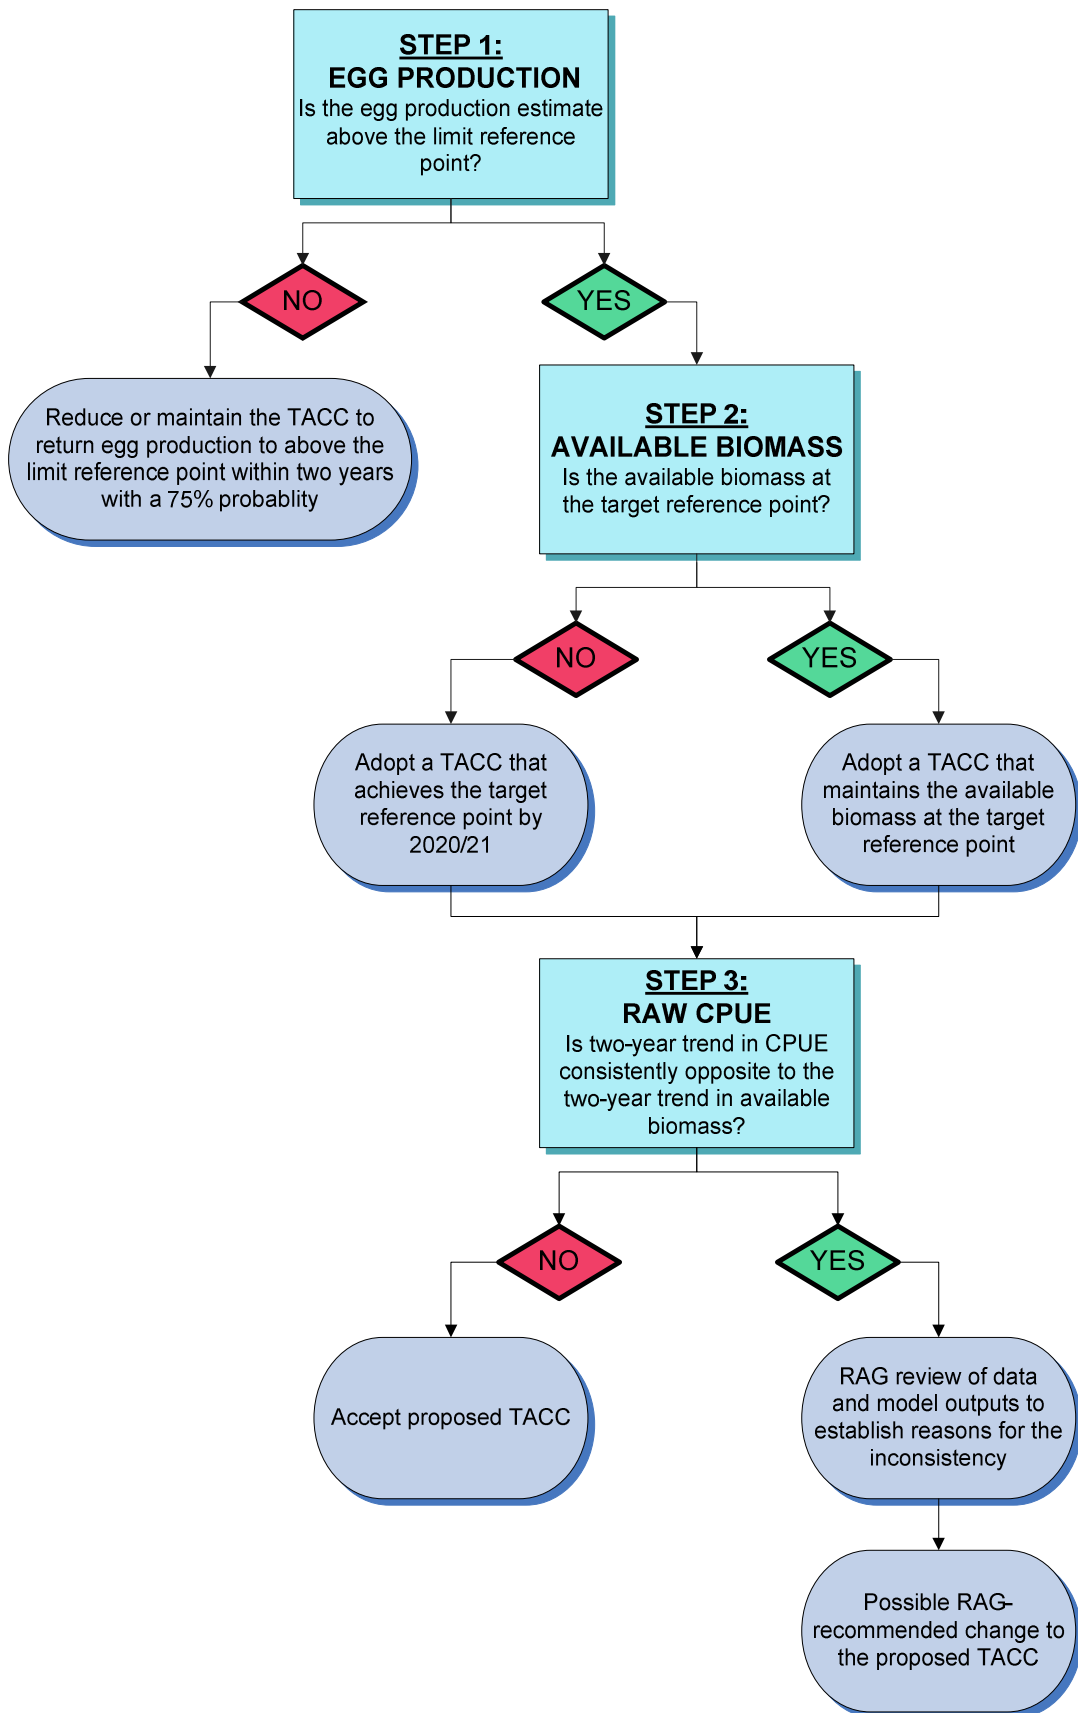 STEP 1:
EGG PRODUCTION
Is the egg production estimate
above the limit reference
point?
NO
YES
Reduce or maintain the TACC to
return egg production to above the
limit reference point within two years
with a 75% probablity
STEP 2:
AVAILABLE BIOMASS
Is the available biomass at
the target reference point?
NO
YES
Adopt a TACC that
achieves the target
reference point by
2020/21
Adopt a TACC that
maintains the available
biomass at the target
reference point
STEP 3:
RAW CPUE
Is two-year trend in CPUE
consistently opposite to the
two-year trend in available
biomass?
NO
YES
Accept proposed TACC
RAG review of data
and model outputs to
establish reasons for the
inconsistency
Possible RAG-
recommended change to
the proposed TACC